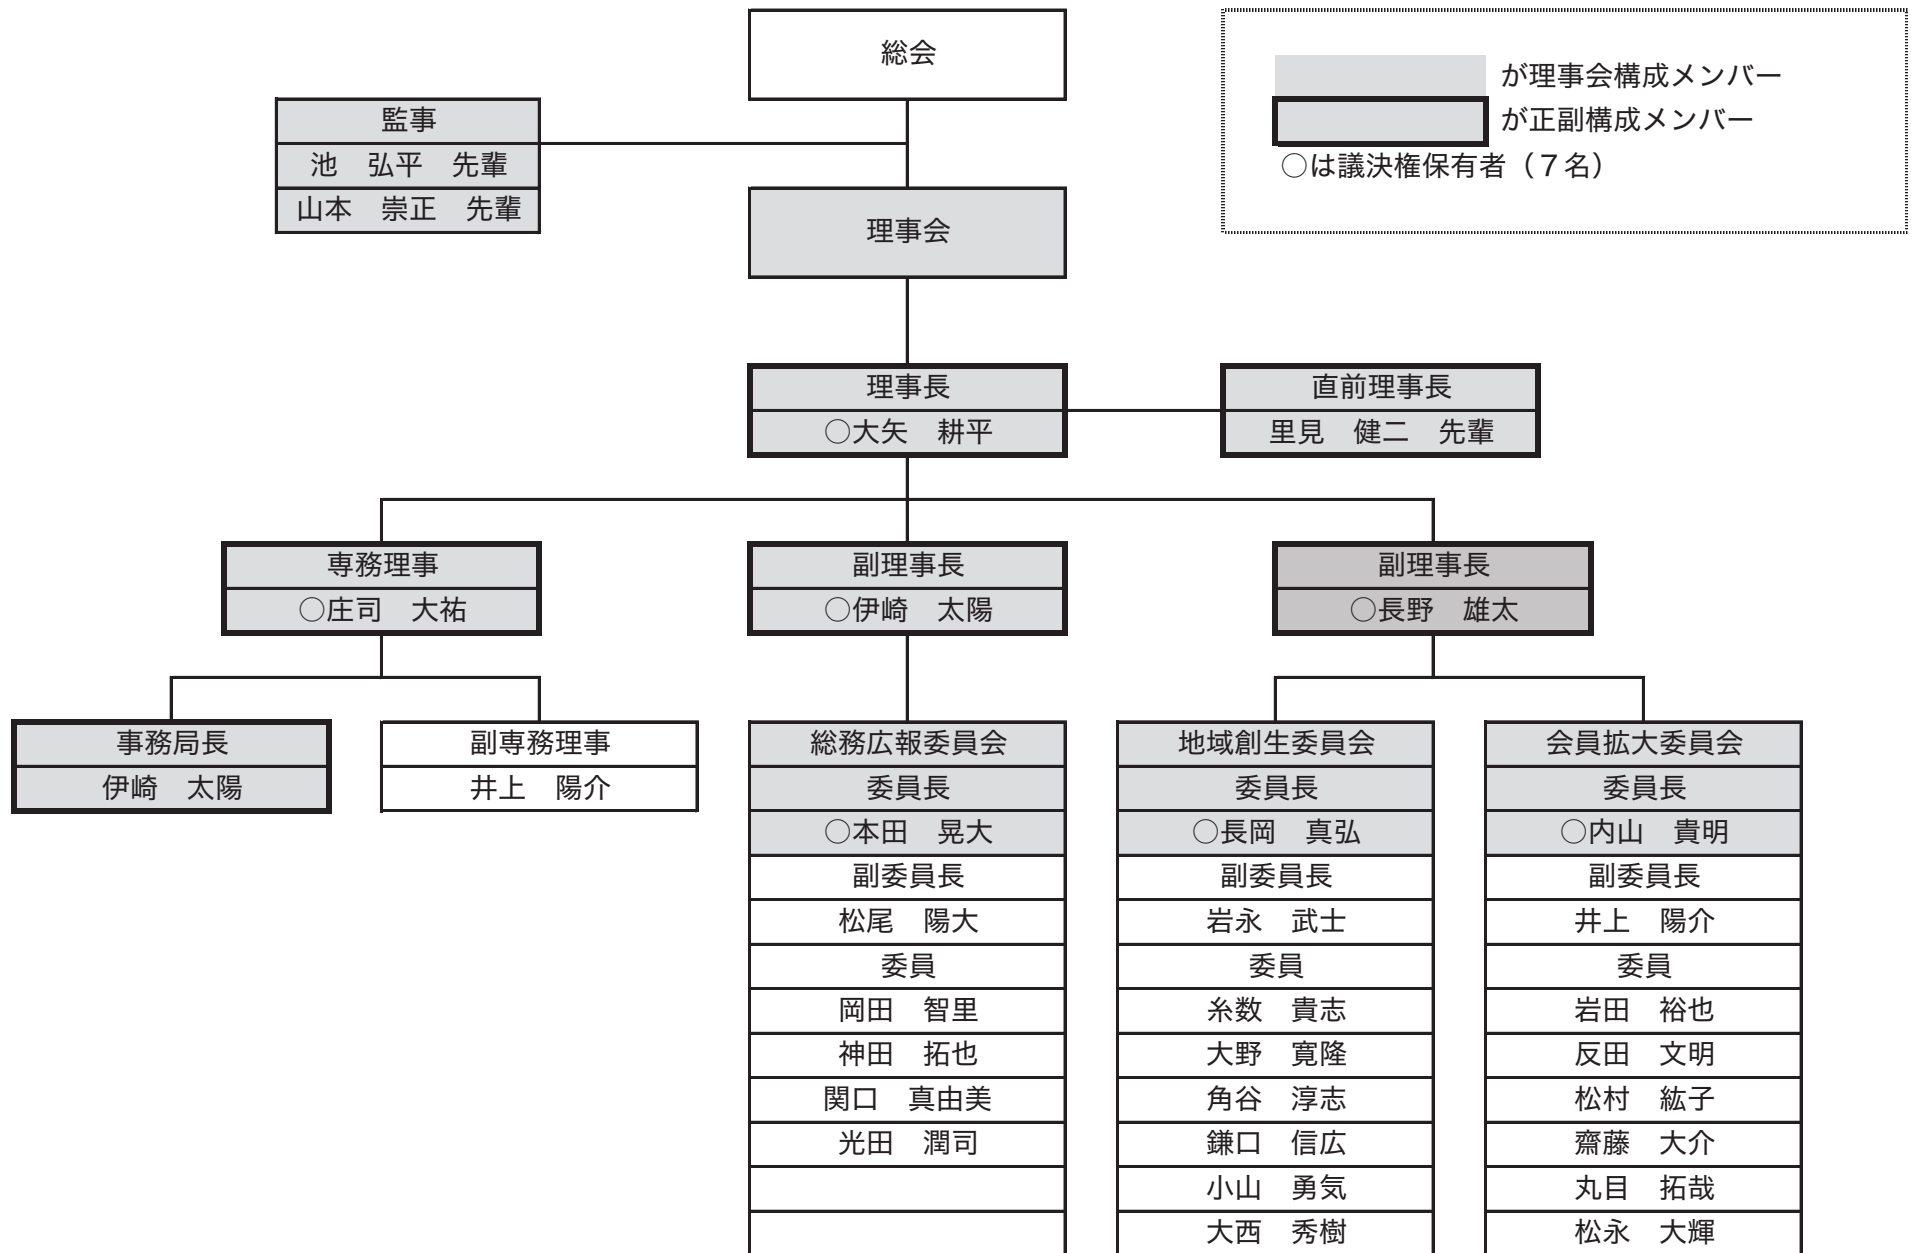 総会
が理事会構成メンバー
が正副構成メンバー
○は議決権保有者（７名）
監事
池　弘平　先輩
山本　崇正　先輩
理事会
理事長
○大矢　耕平
直前理事長
里見　健二　先輩
専務理事
○庄司　大祐
副理事長
○伊崎　太陽
副理事長
○長野　雄太
事務局長
伊崎　太陽
副専務理事
井上　陽介
総務広報委員会
委員長
○本田　晃大
副委員長
松尾　陽大
委員
岡田　智里
神田　拓也
関口　真由美
光田　潤司
地域創生委員会
委員長
○長岡　真弘
副委員長
岩永　武士
委員
糸数　貴志
大野　寛隆
角谷　淳志
鎌口　信広
小山　勇気
大西　秀樹
会員拡大委員会
委員長
○内山　貴明
副委員長
井上　陽介
委員
岩田　裕也
反田　文明
松村　紘子
齋藤　大介
丸目　拓哉
松永　大輝